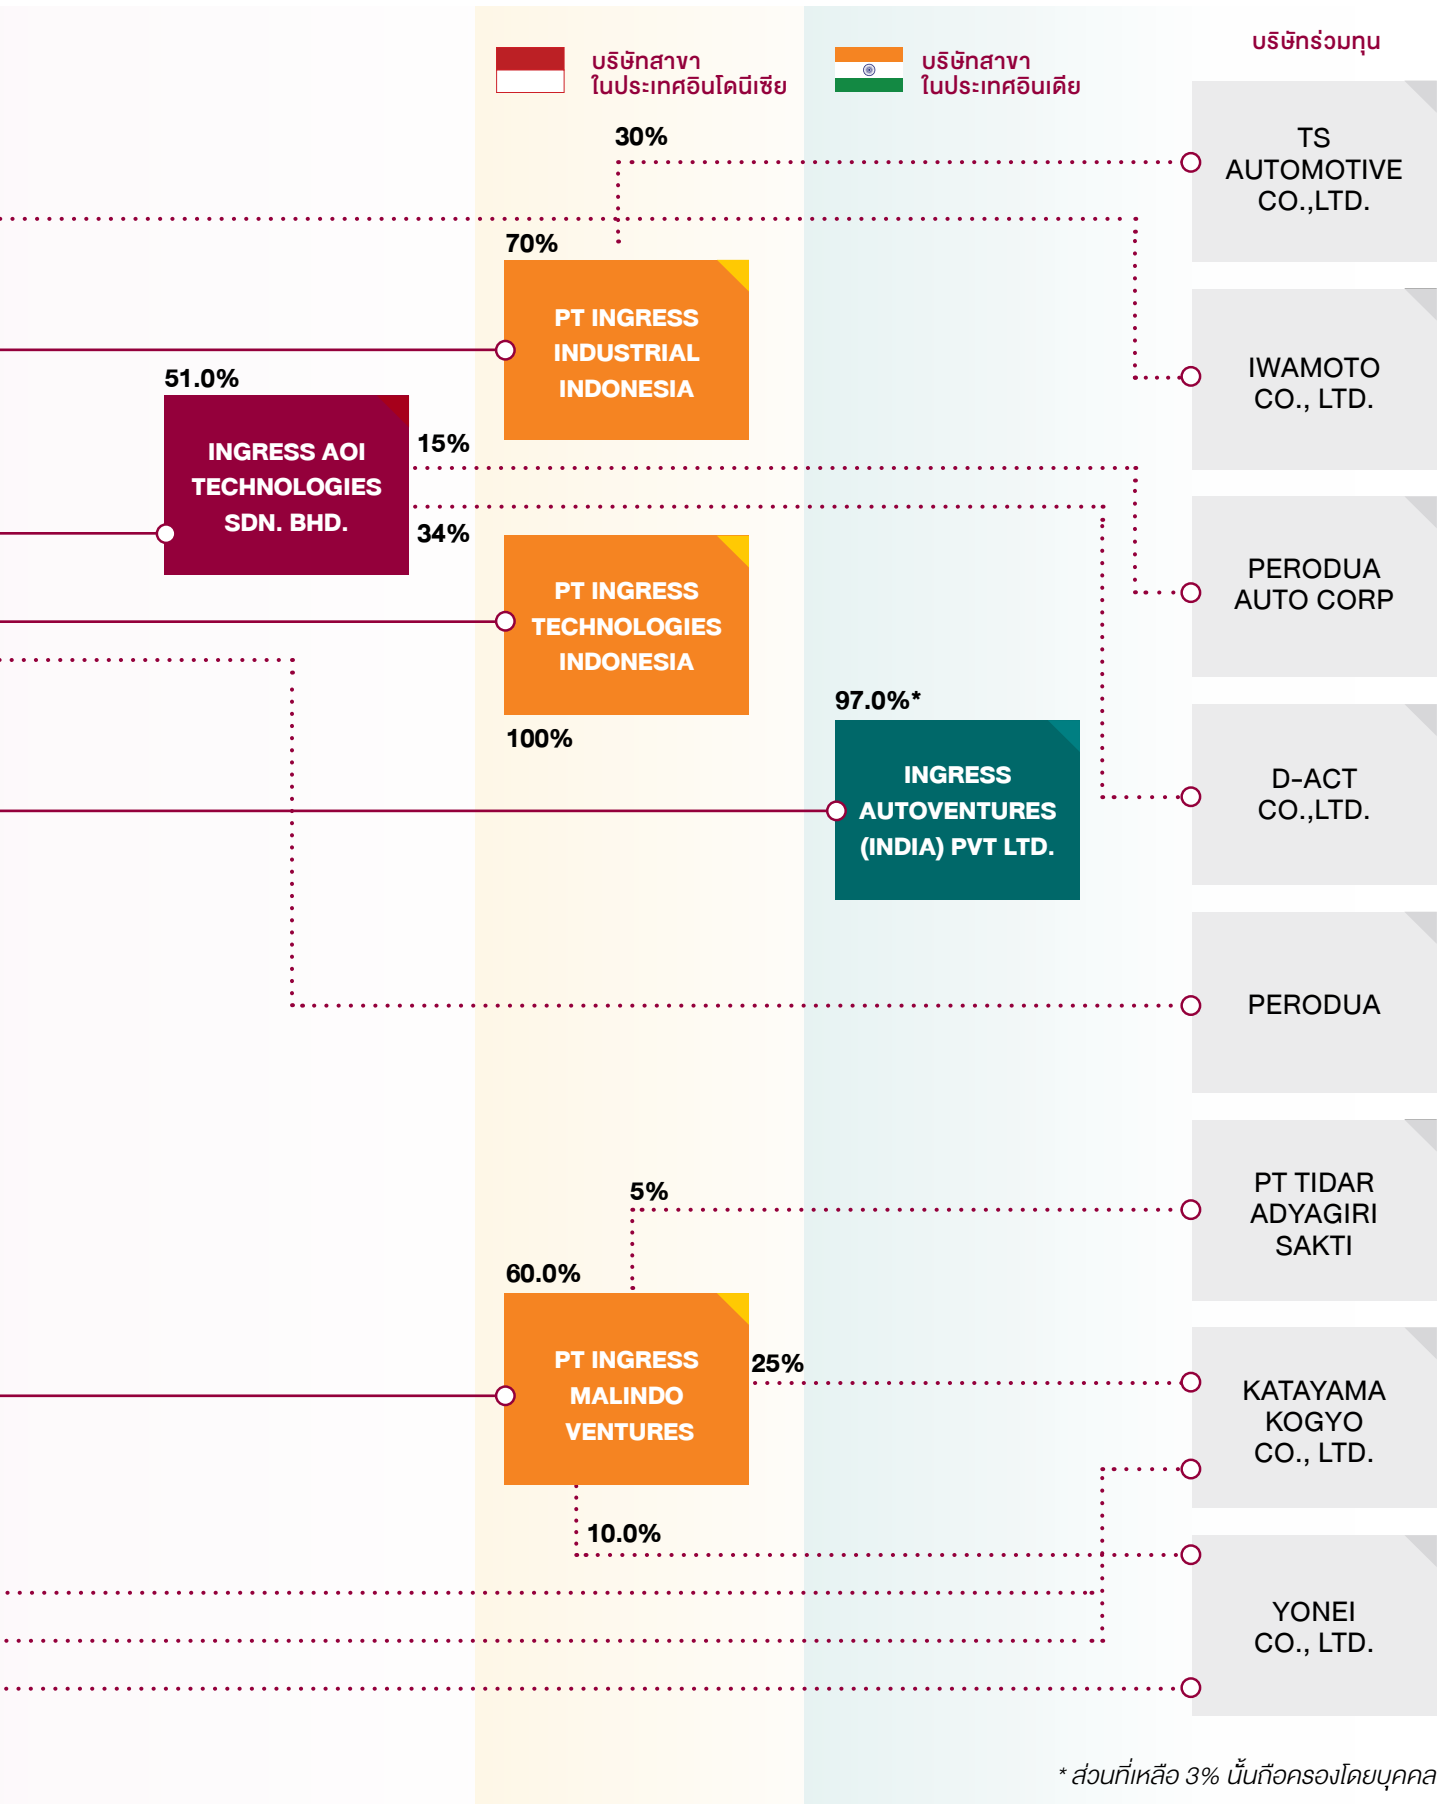 บริษัทสาขา
ในประเทศอินโดนีเซีย
บริษัทสาขา
ในประเทศอินเดีย
บริษัทร่วมทุน
30%
TS
AUTOMOTIVE
CO.,LTD.
70%
PT INGRESS
INDUSTRIAL
INDONESIA
IWAMOTO
CO., LTD.
51.0%
INGRESS AOI
TECHNOLOGIES
SDN. BHD.
15%
34%
PT INGRESS
TECHNOLOGIES
INDONESIA
100%
PERODUA
AUTO CORP
97.0%*
INGRESS
AUTOVENTURES
(INDIA) PVT LTD.
D-ACT
CO.,LTD.
PERODUA
5%
PT TIDAR
ADYAGIRI
SAKTI
60.0%
PT INGRESS
MALINDO
VENTURES
25%
KATAYAMA
KOGYO
CO., LTD.
10.0%
YONEI
CO., LTD.
* ส่วนที่เหลือ 3% นั้นถือครองโดยบุคคล